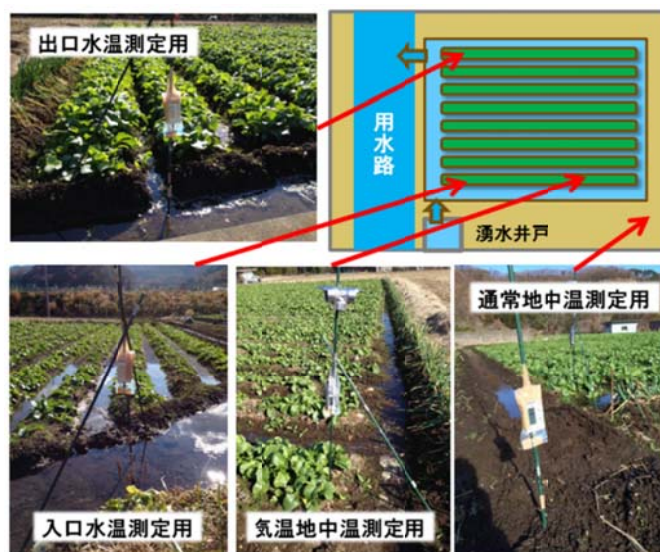 出口水温測定用
用水路
湧水井戸
入口水温測定用
気温地中温測定用
通常地中温測定用